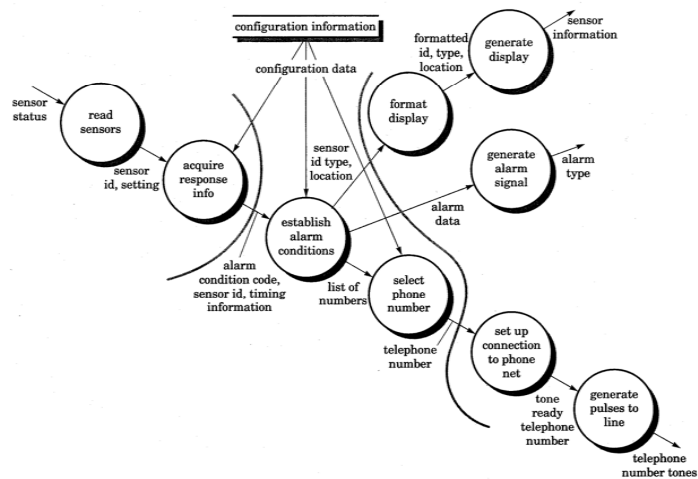 configuration information
configuration data
sensor
status
read
sensors
sensor
id, setting
acquire
response
info
alarm
condition code,
sensor id, timing
information
establish
alarm
conditions
sensor
id type,
location
format
display
formatted
id, type,
location
generate
display
sensor
information
alarm
data
generate
alarm
signal
alarm
type
list of
numbers
select
phone
number
telephone
number
set up
connection
to phone
net
tone
ready
telephone
number
generate
pulses to
line
telephone
number tones